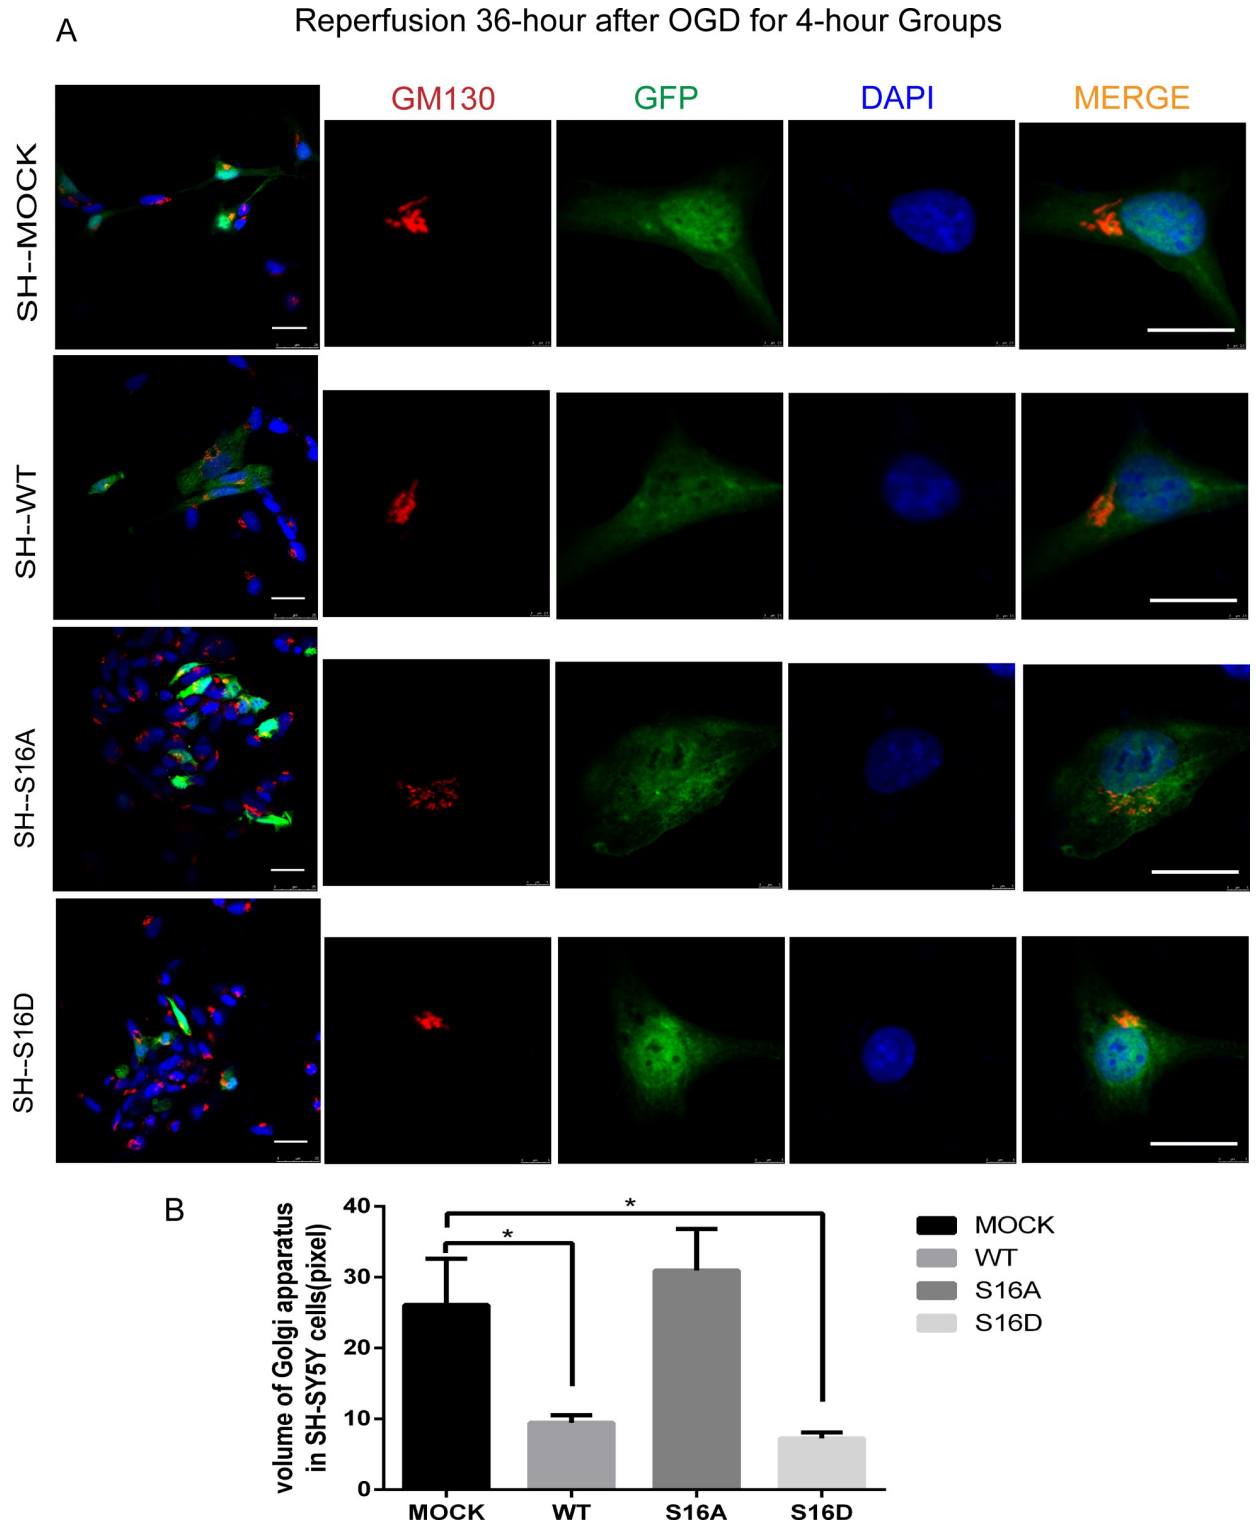 A
Reperfusion 36-hour after OGD for 4-hour Groups
GM130
GFP
DAPI
MERGE
SH--MOCK
SH--WT
SH--S16A
SH--S16D
B
volume of Golgi apparatus
in SH-SY5Y cells(pixel)
40
30
20
10
0
*
*
MOCK
WT
S16A
S16D
MOCK
WT
S16A
S16D